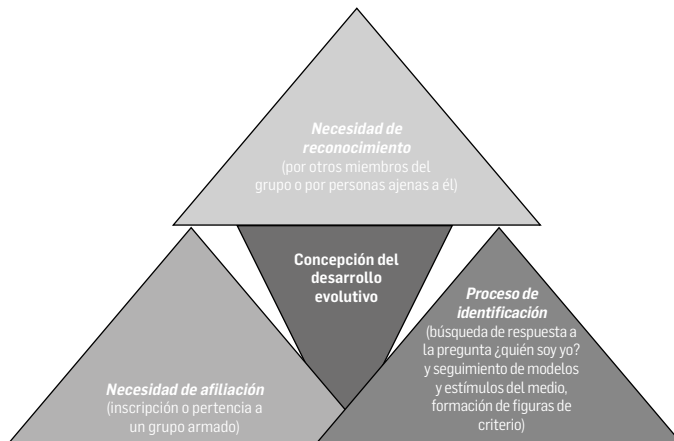 Necesidad de
reconocimiento
(por otros miembros del
grupo o por personas ajenas a él)
Concepción del
desarrollo
evolutivo
Necesidad de afiliación
(inscripción o pertencia a
un grupo armado)
Proceso de
identificación
(búsqueda de respuesta a
la pregunta ¿quién soy yo?
y seguimiento de modelos
y estímulos del medio,
formación de figuras de
criterio)